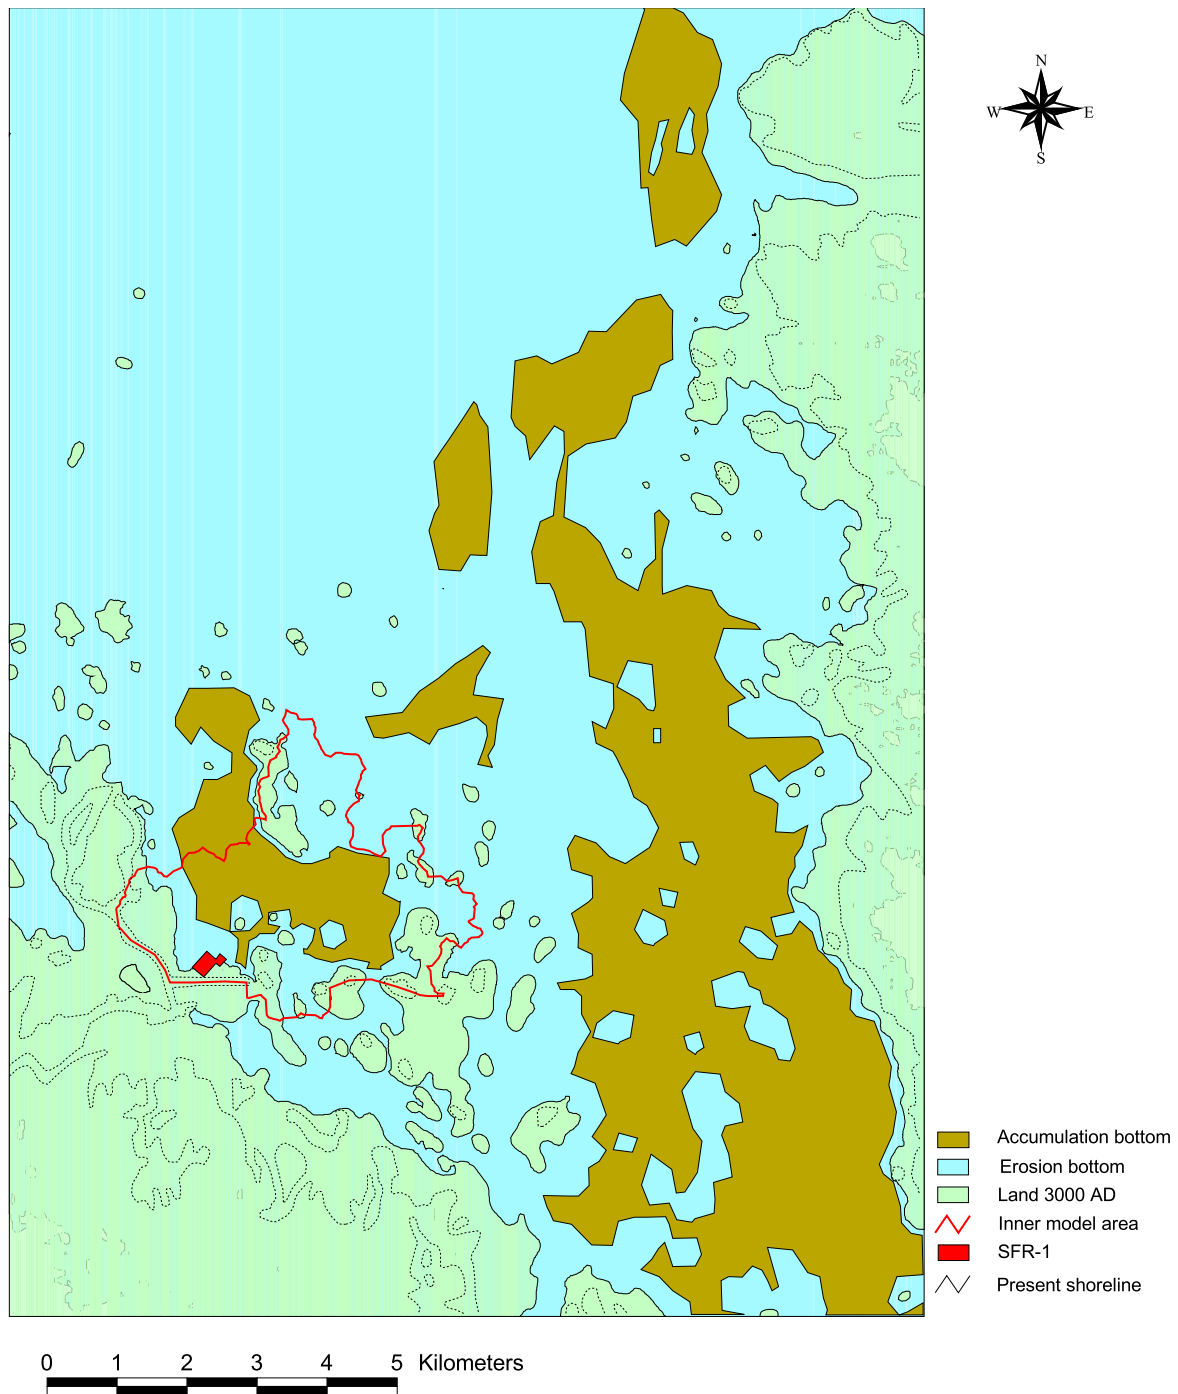 N
W E
S
Accumulation bottom
Erosion bottom
Land 3000 AD
Inner model area
SFR-1
Present shoreline
0 1 2 3 4 5 Kilometers